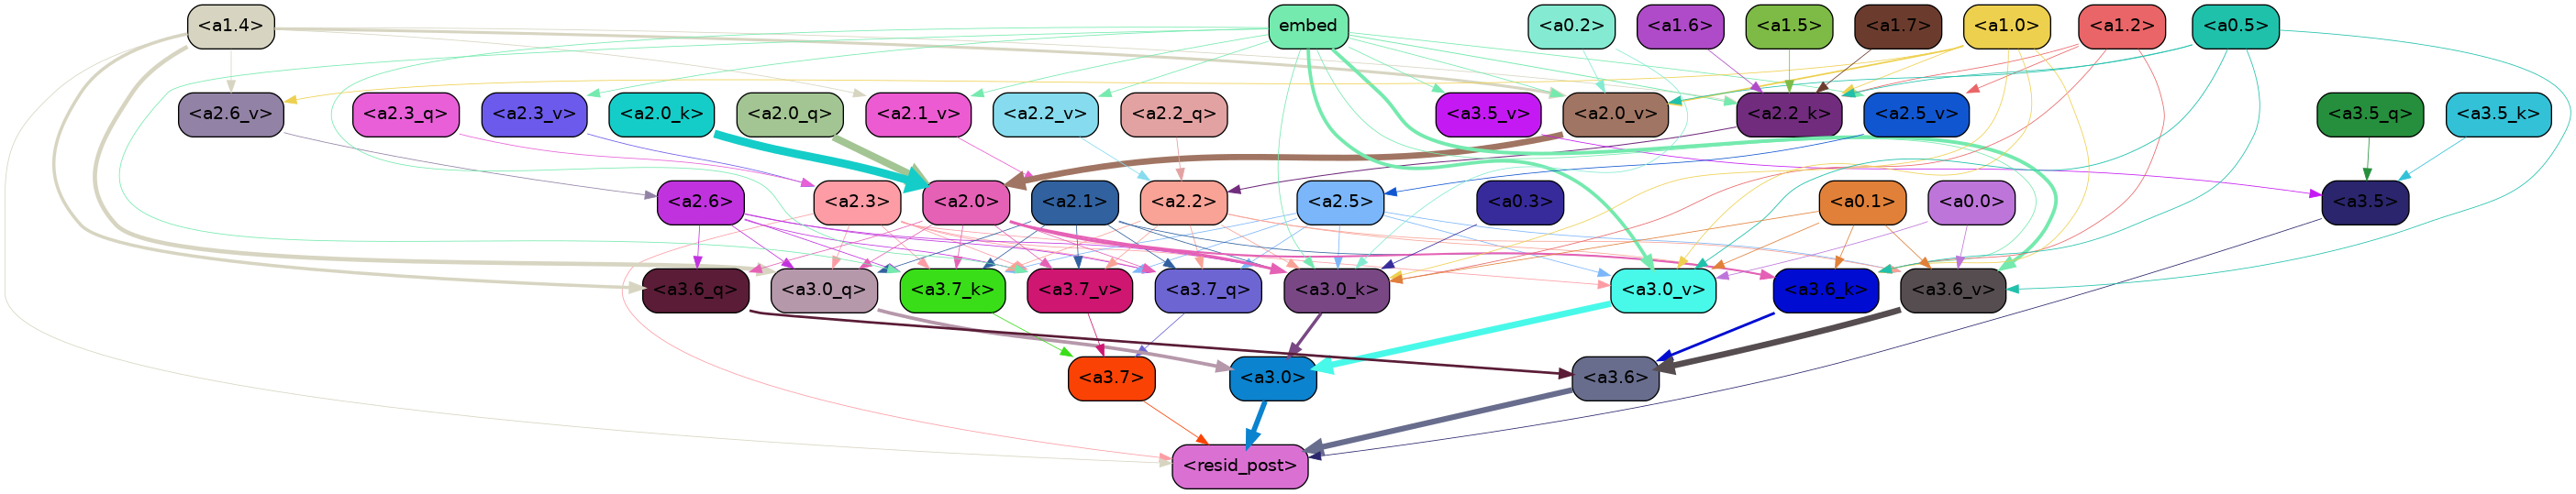 <a1.4> embed <a0.2> <a1.6> <a1.5> <a1.7> <a1.0> <a1.2> <a0.5>
<a2.6_v> <a2.3_q> <a2.3_v> <a2.0_k> <a2.0_q> <a2.1_v> <a2.2_v> <a2.2_q> <a3.5_v> <a2.0_v> <a2.2_k> <a2.5_v> <a3.5_q> <a3.5_k>
<a2.6> <a2.3> <a2.0> <a2.1> <a2.2> <a2.5> <a0.3> <a0.1> <a0.0> <a3.5>
<a3.6_q> <a3.0_q> <a3.7_k> <a3.7_v> <a3.7_q> <a3.0_k> <a3.0_v> <a3.6_k> <a3.6_v>
<a3.7> <a3.0> <a3.6>
<resid_post>